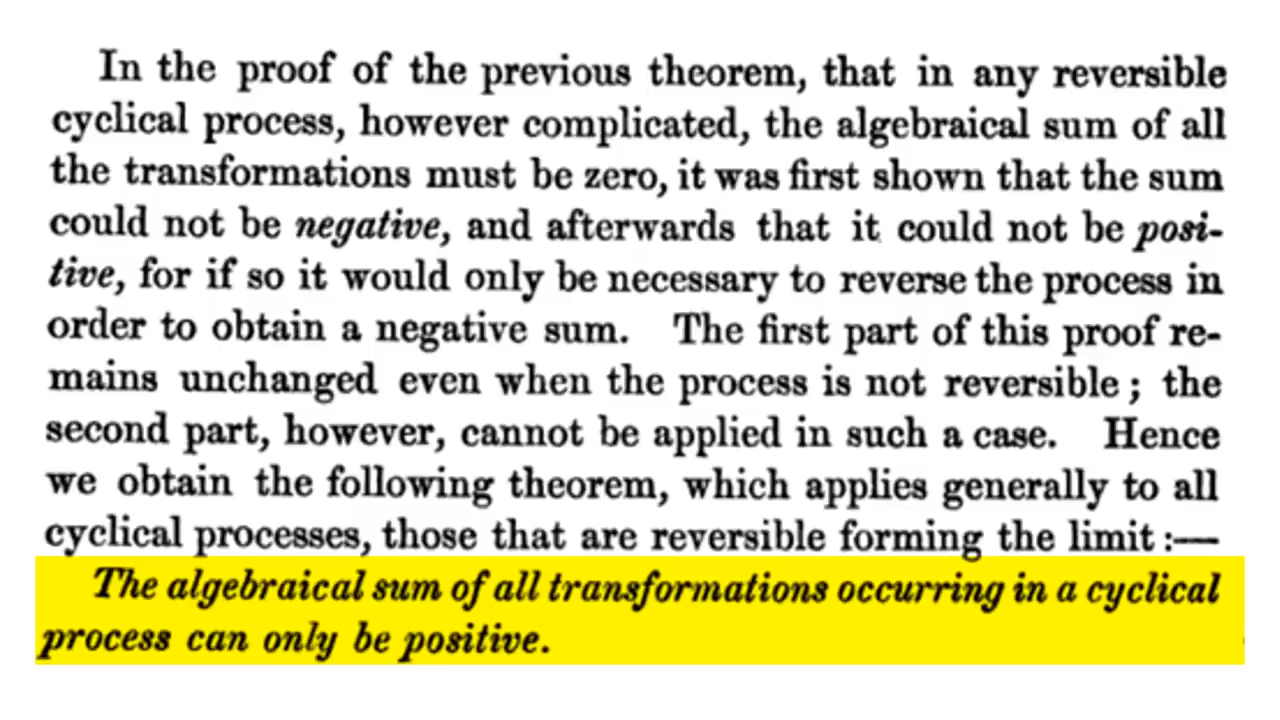 In the proof of the previous theorem, that in any reversible
cyclical process, however complicated, the algebraical sum of all
the transformations must be zero, it was first shown that the sum
could not be negative, and afterwards that it could not be posi-
tive, for if so it would only be necessary to reverse the process in
order to obtain a negative sum. The first part of this proof re-
mains unchanged even when the process is not reversible; the
second part, however, cannot be applied in such a case. Hence
we obtain the following theorem, which applies generally to all
cyclical processes, those that are reversible forming the limit:—
The algebraical sum of all transformations occurring in a cyclical
process can only be positive.